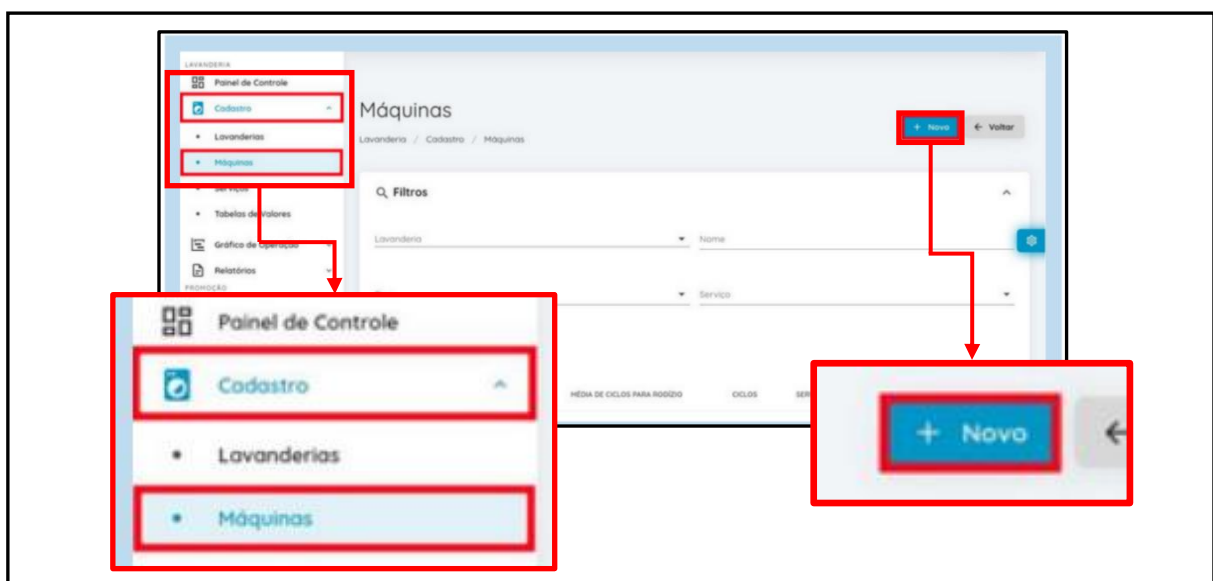 LAVANDERIA
Painel de Controle
Cadastro
Lavanderias
Máquinas
Serviços
Tabelas de Valores
Gráfico de Operação
Relatórios
PROMOÇÃO
Máquinas
Lavanderia / Cadastro / Máquinas
+ Novo
← Voltar
Filtros
Lavanderia
Nome
Serviço
MÉDIA DE CICLOS PARA RODÍZIO
CICLOS
Painel de Controle
Cadastro
Lavanderias
Máquinas
+ Novo